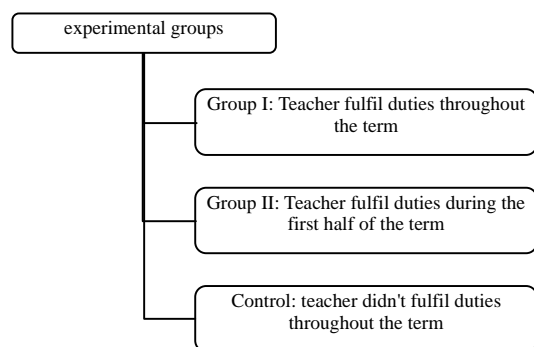 experimental groups
Group I: Teacher fulfil duties throughout
the term
Group II: Teacher fulfil duties during the
first half of the term
Control: teacher didn't fulfil duties
throughout the term